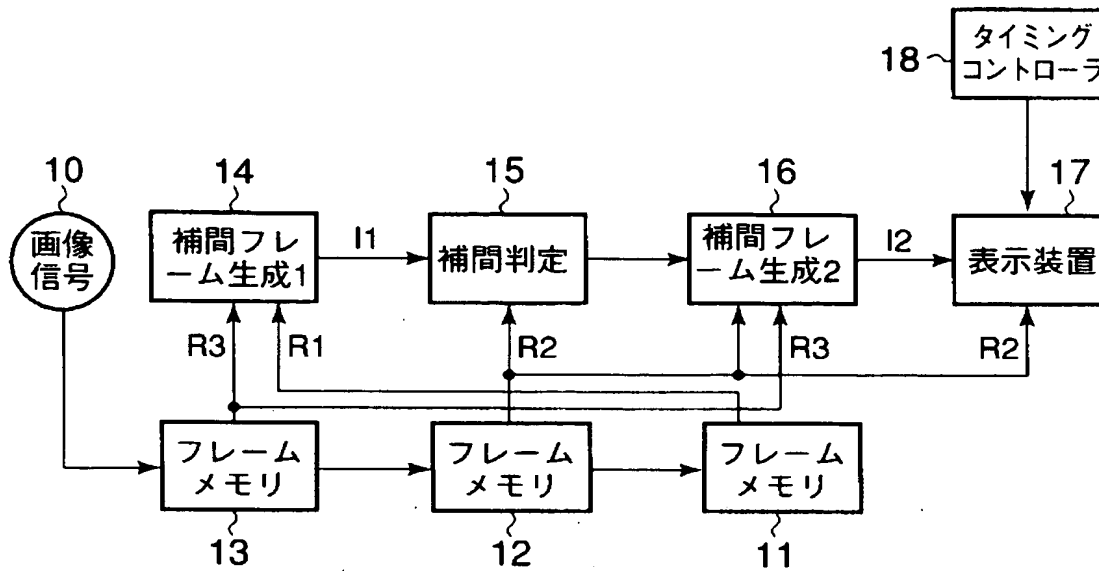 タイミング
コントローラ
18
10
14
15
16
17
画像
信号
補間フレ
ーム生成1
I1
補間判定
補間フレ
ーム生成2
I2
表示装置
R3
R1
R2
R3
R2
フレーム
メモリ
フレーム
メモリ
フレーム
メモリ
13
12
11